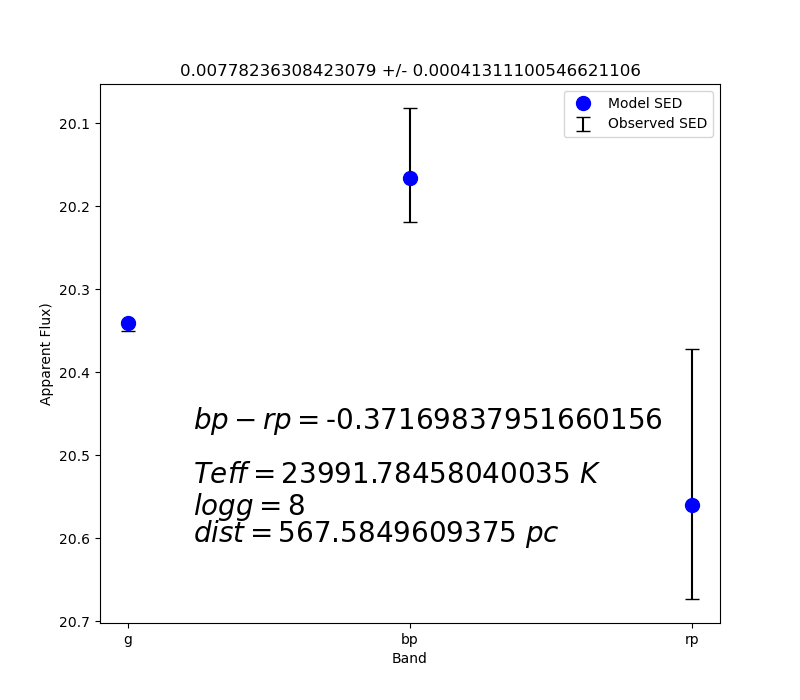 0.00778236308423079 +/- 0.00041311100546621106
Model SED
Observed SED
20.1
20.2
20.3
20.4
20.5
20.6
20.7
Apparent Flux)
bp − rp = -0.37169837951660156
Teff = 23991.78458040035 K
logg = 8
dist = 567.5849609375 pc
g
bp
rp
Band